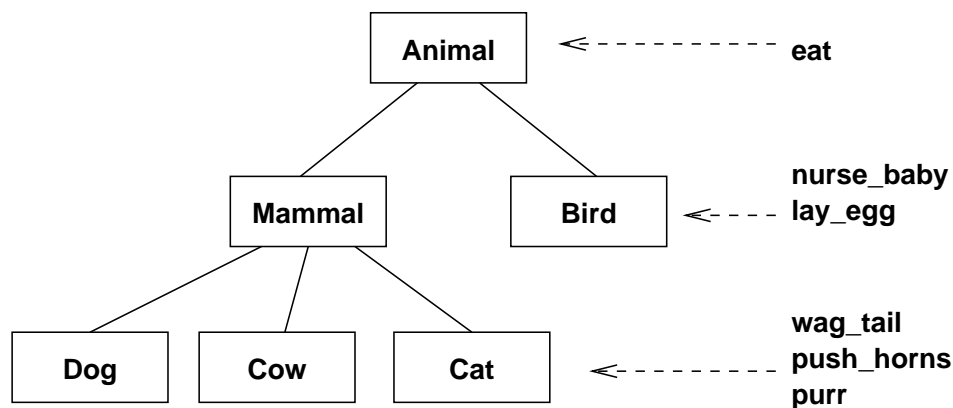 Animal
eat
nurse_baby
Mammal
Bird
lay_egg
wag_tail
Dog
Cow
Cat
push_horns
purr